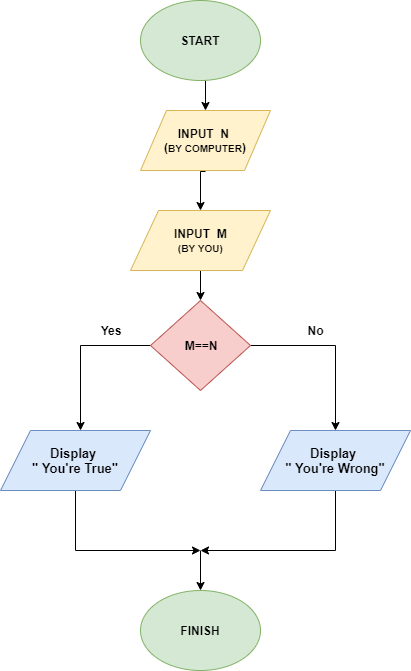 START
INPUT N
(BY COMPUTER)
INPUT M
(BY YOU)
Yes
No
M==N
Display
" You're True"
Display
" You're Wrong"
FINISH